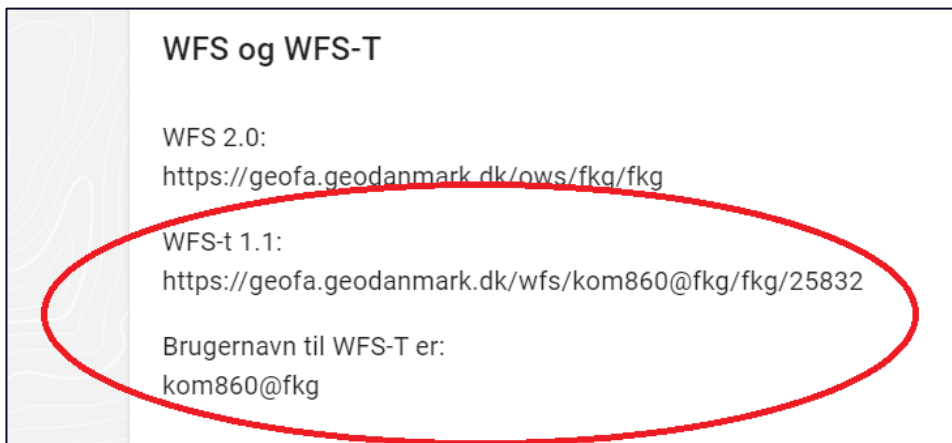 WFS og WFS-T
WFS 2.0:
https://geofa.geodanmark.dk/ows/fkg/fkg
WFS-t 1.1:
https://geofa.geodanmark.dk/wfs/kom860@fkg/fkg/25832
Brugernavn til WFS-T er:
kom860@fkg